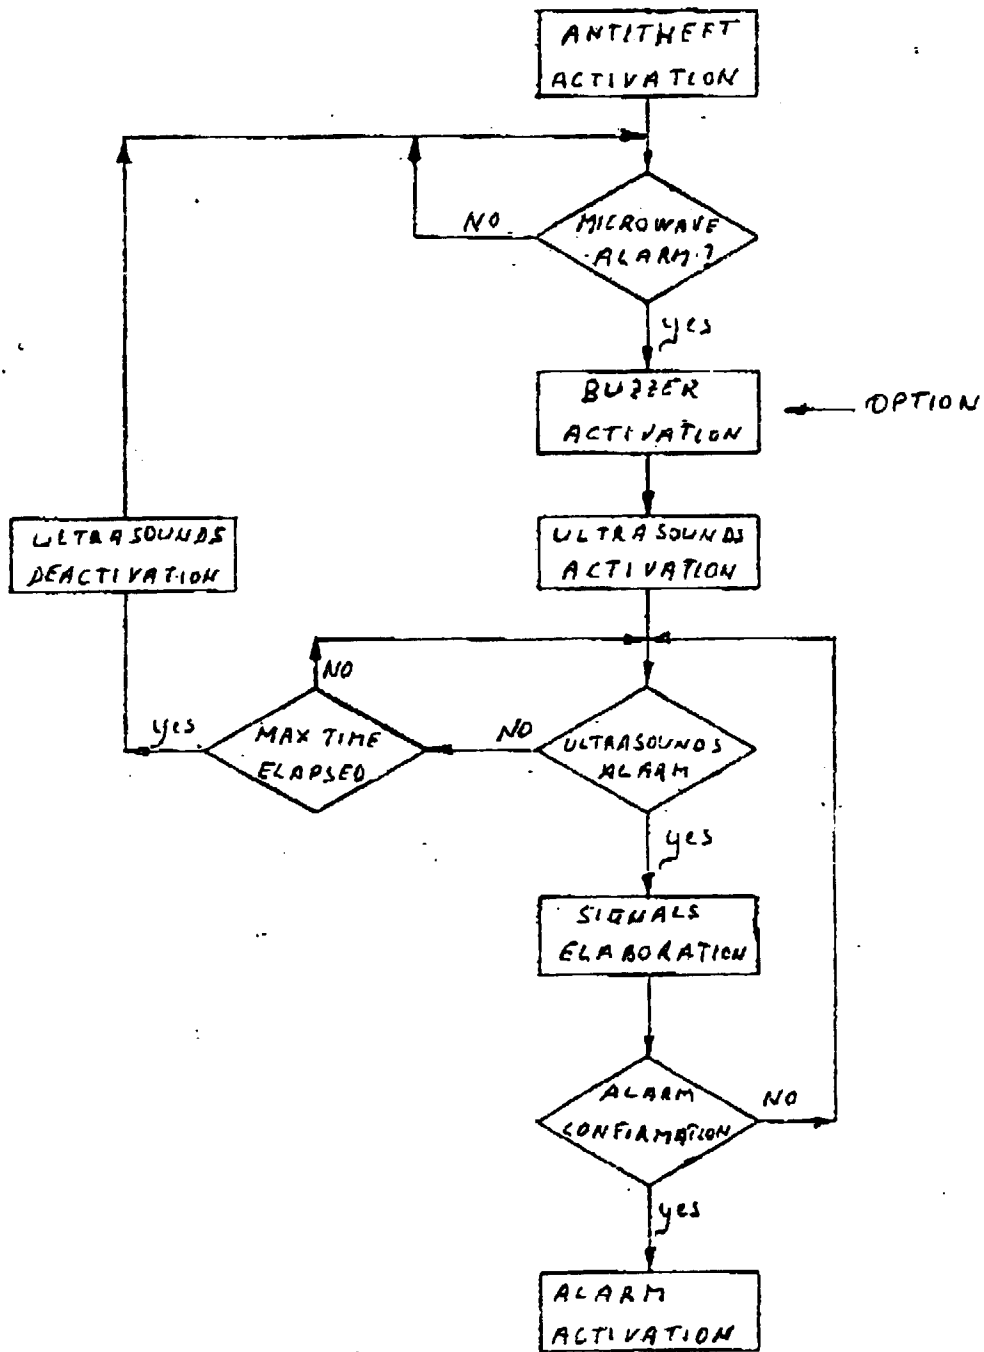 ANTITHEFT
ACTIVATION
NO
MICROWAVE
ALARM?
yes
BUZZER
ACTIVATION
OPTION
ULTRASOUNDS
DEACTIVATION
ULTRASOUNDS
ACTIVATION
NO
yes
MAX TIME
ELAPSED
NO
ULTRASOUNDS
ALARM
yes
SIGNALS
ELABORATION
ALARM
CONFIRMATION
NO
yes
ALARM
ACTIVATION